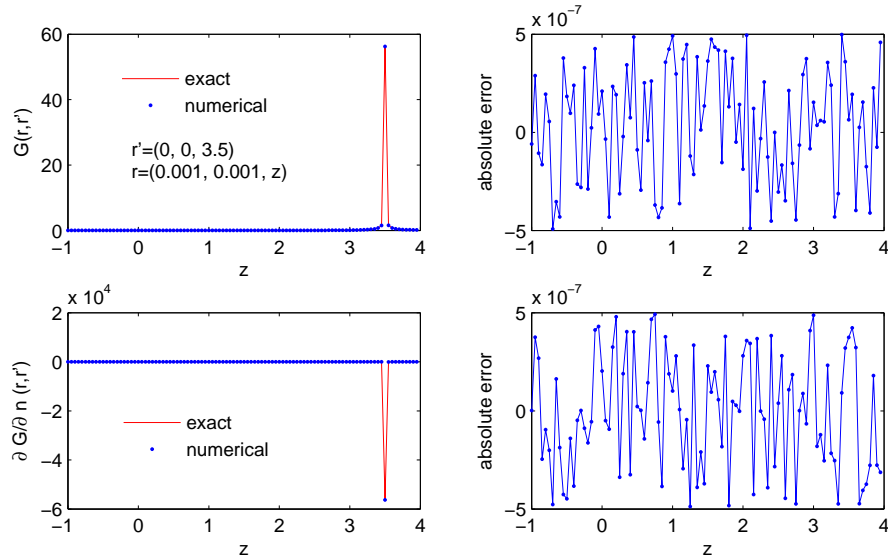 60
40
20
0
G(r,r')
exact
numerical
r'=(0, 0, 3.5)
r=(0.001, 0.001, z)
−1 0 1 2 3 4
z
x 10^-7
5
0
−5
absolute error
−1 0 1 2 3 4
z
x 10^4
2
0
−2
−4
−6
∂ G/∂ n (r,r')
exact
numerical
−1 0 1 2 3 4
z
x 10^-7
5
0
−5
absolute error
−1 0 1 2 3 4
z